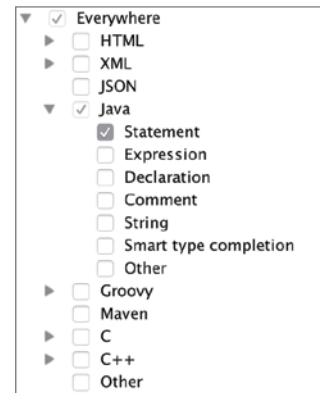 Everywhere
HTML
XML
JSON
Java
Statement
Expression
Declaration
Comment
String
Smart type completion
Other
Groovy
Maven
C
C++
Other